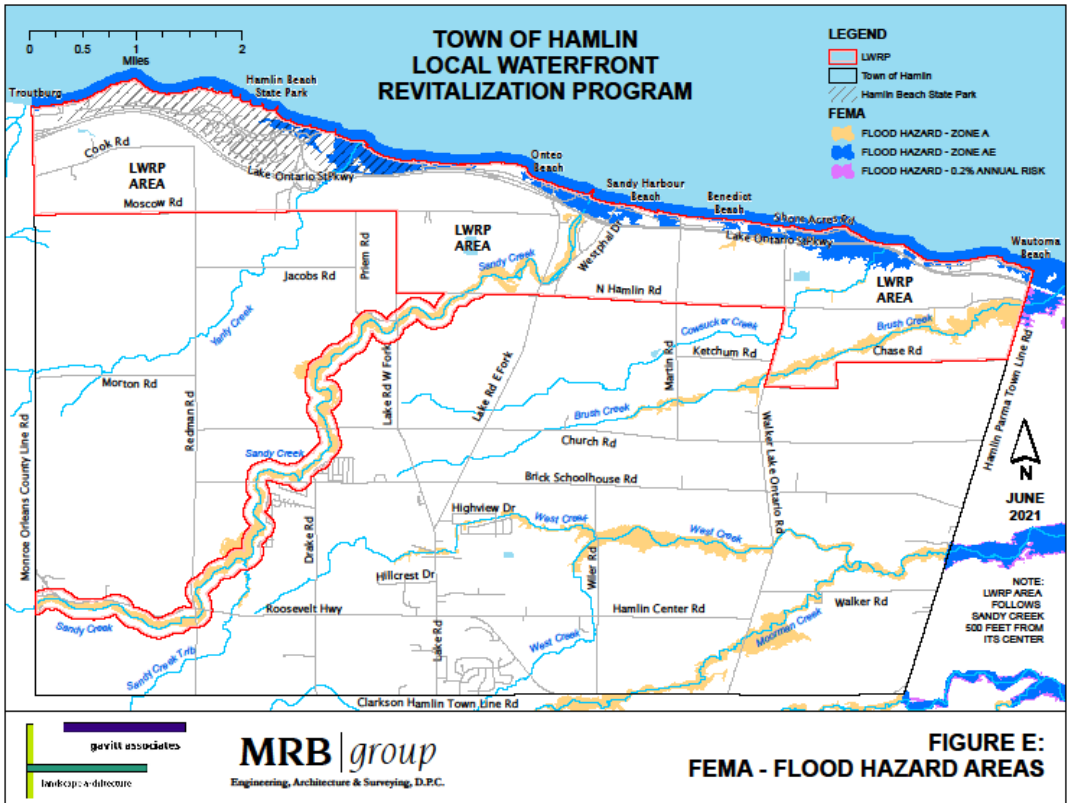 0 0.5 1 2
Miles
TOWN OF HAMLIN
LOCAL WATERFRONT
REVITALIZATION PROGRAM
LEGEND
LWRP
Town of Hamlin
Hamlin Beach State Park
FEMA
FLOOD HAZARD - ZONE A
FLOOD HAZARD - ZONE AE
FLOOD HAZARD - 0.2% ANNUAL RISK
Troutburg
Hamlin Beach
State Park
Cook Rd
LWRP
AREA
Moscow Rd
Lake Ontario StPkwy
Onteo
Beach
Sandy Harbour
Beach
Benedict
Beach
Shore Acres Rd
Lake Ontario StPkwy
Wautoma
Beach
LWRP
AREA
Westphal Dr
Sandy Creek
Priem Rd
Jacobs Rd
N Hamlin Rd
LWRP
AREA
Yanty Creek
Cowsucker Creek
Brush Creek
Ketchum Rd
Chase Rd
Martin Rd
Morton Rd
Lake Rd W Fork
Lake Rd E Fork
Redman Rd
Monroe Orleans County Line Rd
Hamlin Parma Town Line Rd
Brush Creek
Church Rd
Walker Lake Ontario Rd
Sandy Creek
Brick Schoolhouse Rd
Highview Dr
West Creek
West Creek
Drake Rd
Wiler Rd
Hillcrest Dr
Roosevelt Hwy
Hamlin Center Rd
Walker Rd
Moorman Creek
Sandy Creek
Sandy Creek Trib
Lake Rd
West Creek
Clarkson Hamlin Town Line Rd
N
JUNE
2021
NOTE:
LWRP AREA
FOLLOWS
SANDY CREEK
500 FEET FROM
ITS CENTER
gavitt associates
landscape architecture
MRB group
Engineering, Architecture & Surveying, D.P.C.
FIGURE E:
FEMA - FLOOD HAZARD AREAS